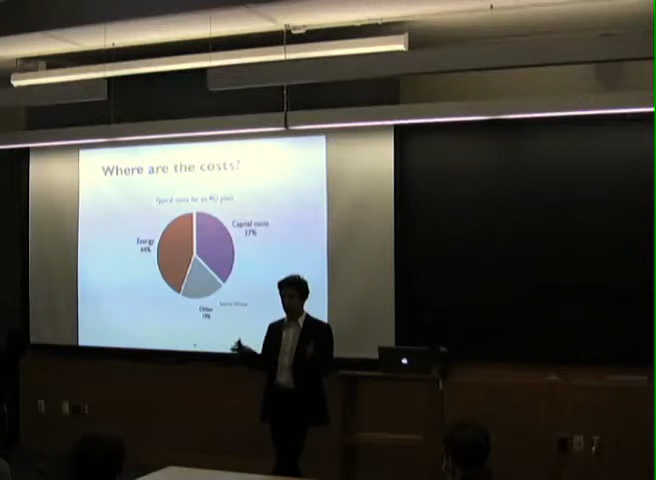 Where are the costs?
Typical costs for an RO plant
Capital costs
37%
Energy
44%
Other
19%